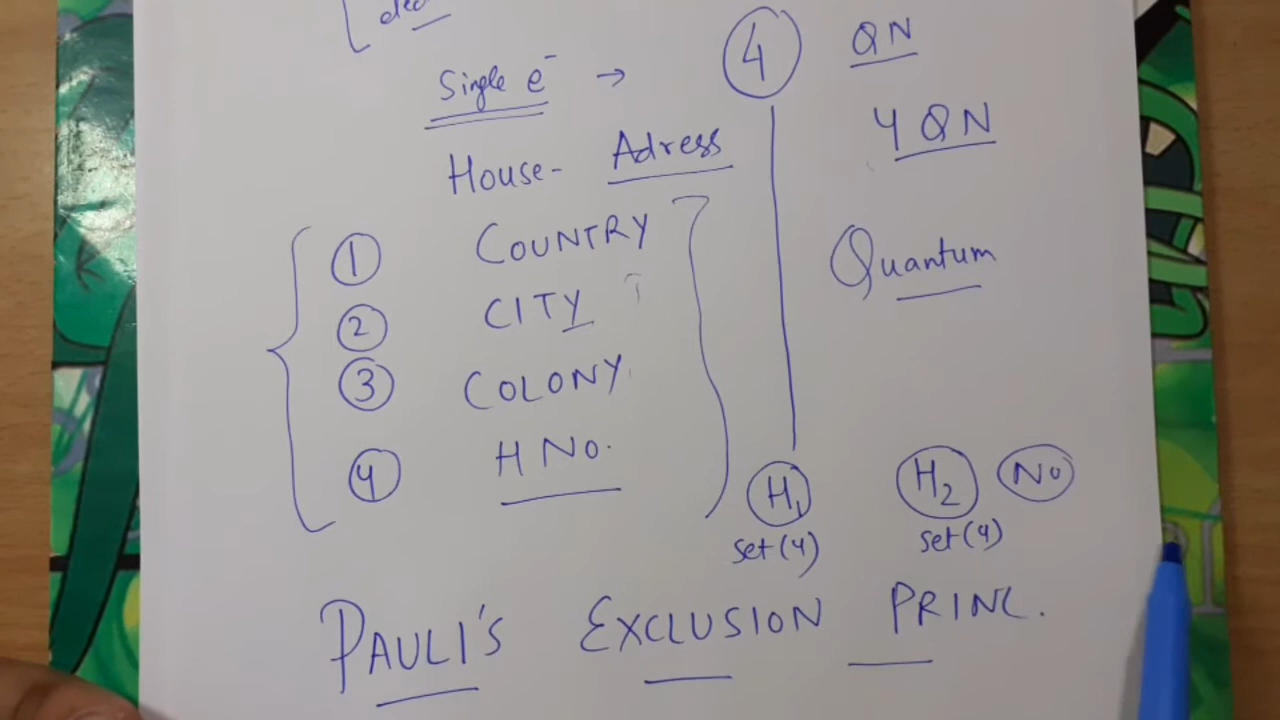 Single e⁻ → 4 QN
4 QN
House- Adress
1 COUNTRY
Quantum
2 CITY
3 COLONY
4 H No.
H₁ H₂ No
set(4) set(4)
PAULI'S EXCLUSION PRINC.